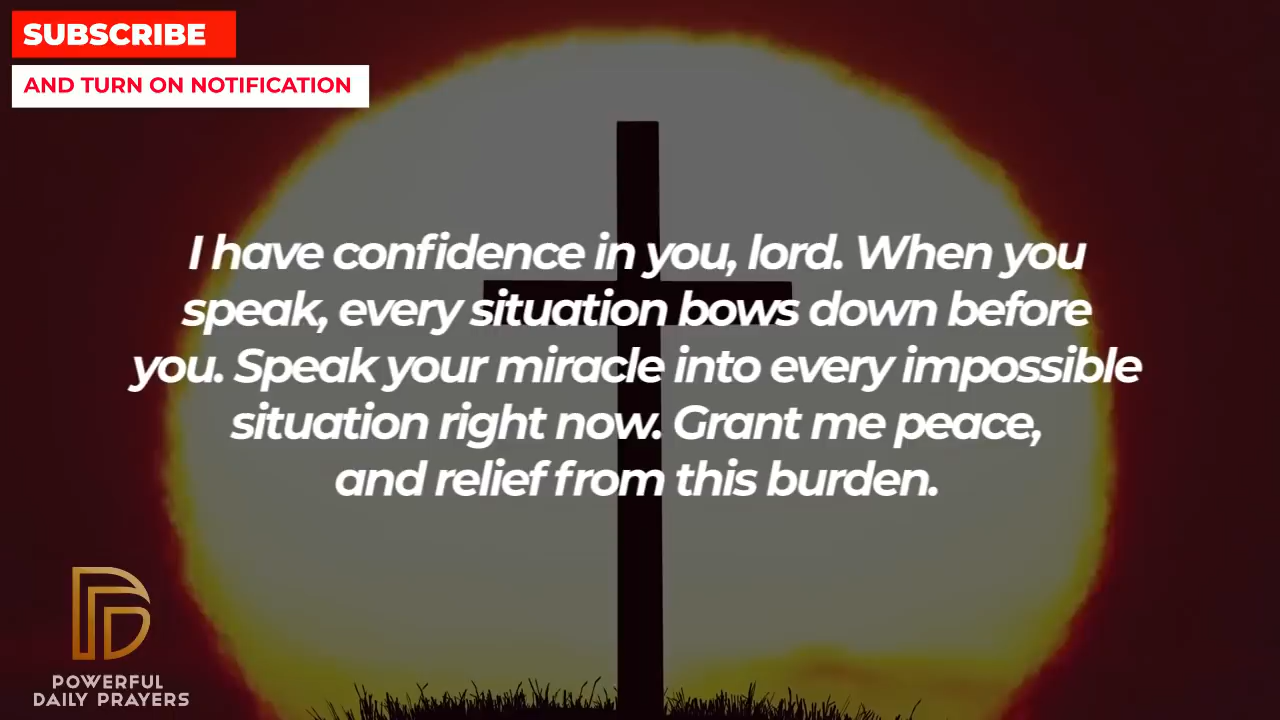 SUBSCRIBE
AND TURN ON NOTIFICATION
I have confidence in you, lord. When you
speak, every situation bows down before
you. Speak your miracle into every impossible
situation right now. Grant me peace,
and relief from this burden.
POWERFUL
DAILY PRAYERS